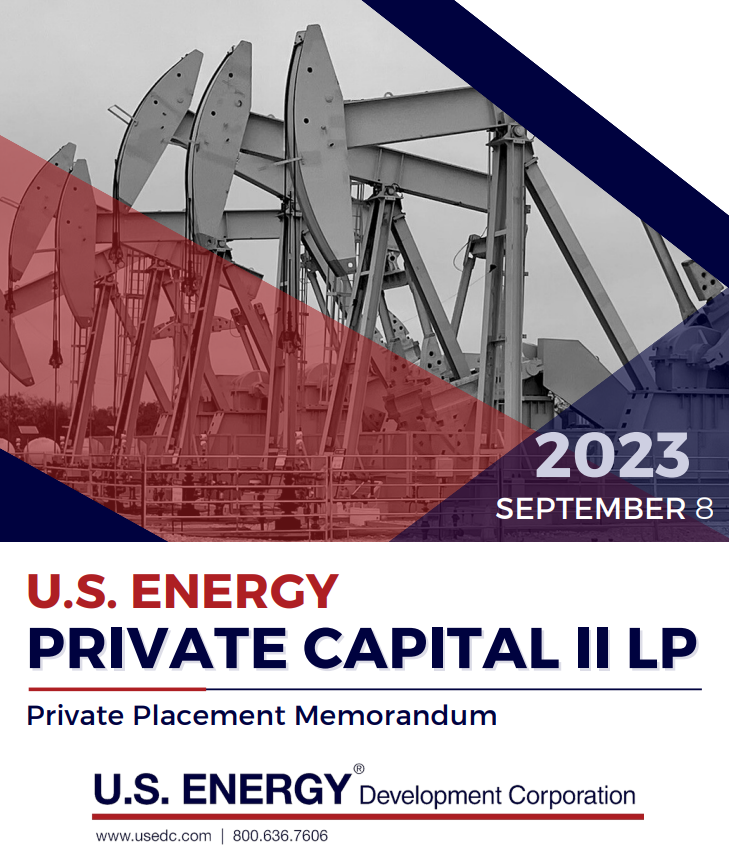 2023
SEPTEMBER 8
U.S. ENERGY
PRIVATE CAPITAL II LP
Private Placement Memorandum
U.S. ENERGY® Development Corporation
www.usedc.com | 800.636.7606